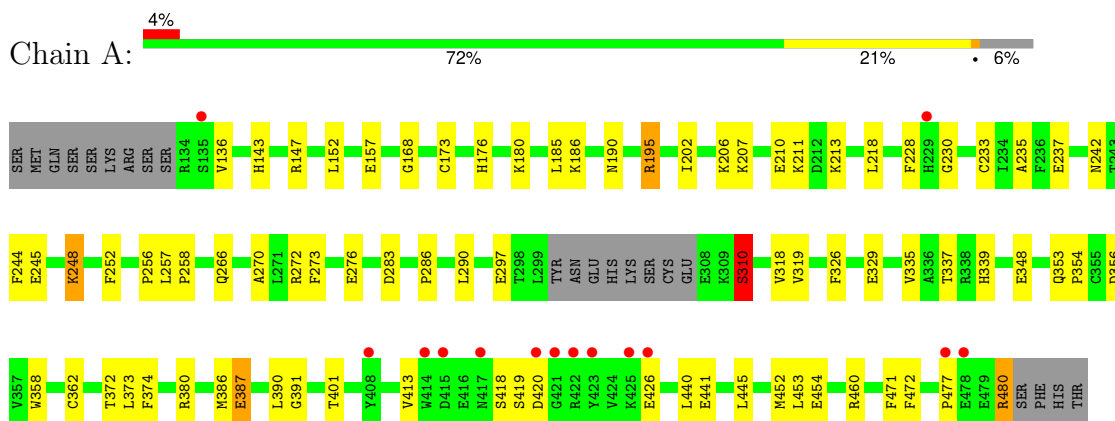 4%
Chain A:
72% 21% • 6%
SER MET GLN SER SER LYS ARG SER SER R134 S135 V136 H143 R147 L152 E157 G168 C173 H176 K180 L185 K186 N190 R195 I202 K206 K207 E210 K211 D212 K213 L218 F228 H229 G230 C233 I234 A235 F236 E237 N242 T243
F244 E245 K248 F252 P256 L257 P258 Q266 A270 L271 R272 F273 E276 D283 P286 L290 E297 T298 L299 TYR ASN GLU HIS LYS SER CYS GLU E308 K309 S310 V318 V319 F326 E329 V335 A336 T337 R338 H339 E348 Q353 P354 C355
V357 W358 C362 T372 L373 F374 R380 M386 E387 L390 G391 T401 Y408 V413 W414 D415 E416 N417 S418 S419 D420 G421 R422 Y423 V424 K425 E426 L440 E441 L445 M452 L453 E454 R460 F471 F472 P477 E478 E479 R480 SER PHE HIS THR